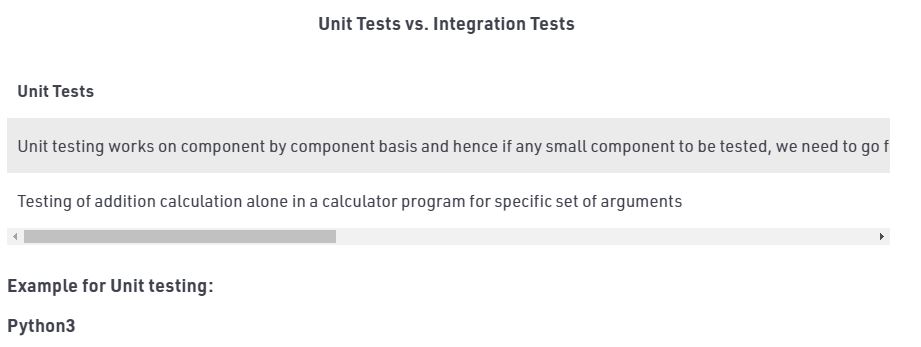 Unit Tests vs. Integration Tests
Unit Tests
Unit testing works on component by component basis and hence if any small component to be tested, we need to go f
Testing of addition calculation alone in a calculator program for specific set of arguments
Example for Unit testing:
Python3